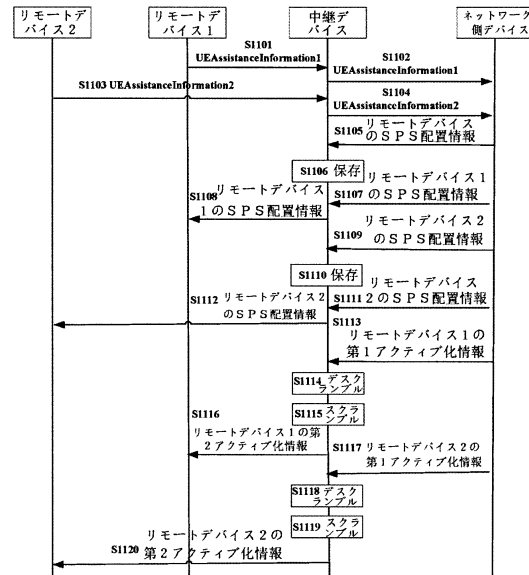 リモートデ
バイス2
リモートデ
バイス1
中継デ
バイス
ネットワーク
側デバイス
S1101
UEAssistanceInformation1
S1102
UEAssistanceInformation1
S1103 UEAssistanceInformation2
S1104
UEAssistanceInformation2
S1105 リモートデバイス
のSPS配置情報
S1106 保存
S1107 リモートデバイス1
のSPS配置情報
S1108 リモートデバイス
1のSPS配置情報
S1109 リモートデバイス2
のSPS配置情報
S1110 保存
S1111 リモートデバイス
2のSPS配置情報
S1112 リモートデバイス2
のSPS配置情報
S1113
リモートデバイス1の
第1アクティブ化情報
S1114 デスク
ランブル
S1115 スクラ
ンブル
S1116
リモートデバイス1の第
2アクティブ化情報
S1117 リモートデバイス2の
第1アクティブ化情報
S1118 デスク
ランブル
S1119 スクラ
ンブル
S1120 リモートデバイス2の
第2アクティブ化情報